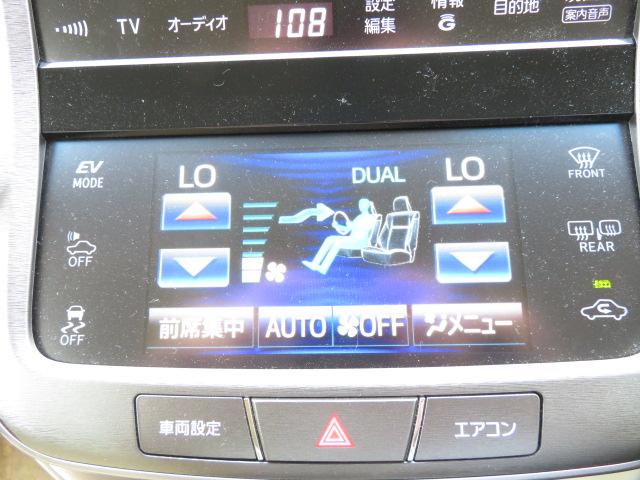 TV オーディオ 108 設定 情報 目的地
編集 G 案内音声
EV
MODE
LO DUAL LO
FRONT
OFF
REAR
OFF
前席集中 AUTO OFF メニュー
車両設定 エアコン